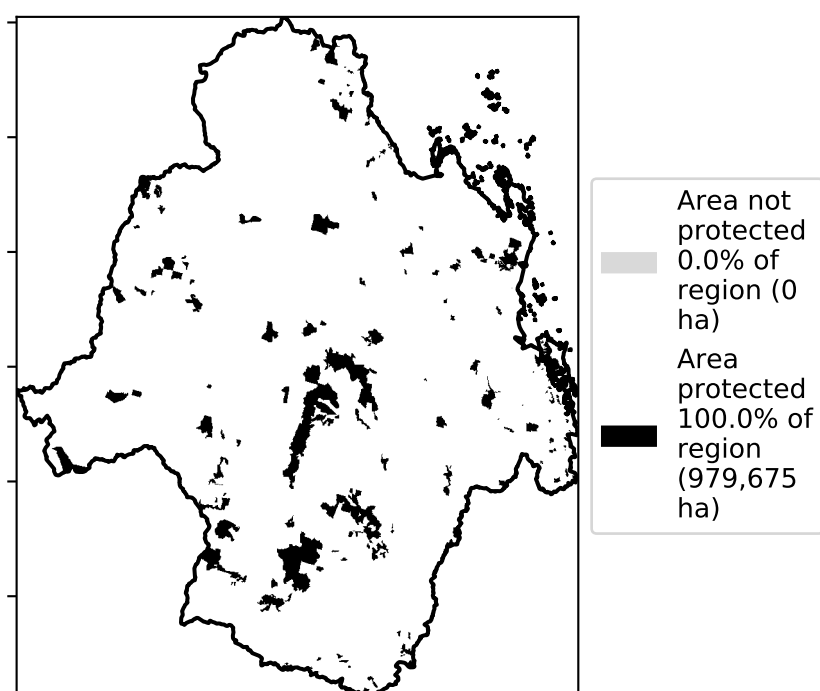 Area not
protected
0.0% of
region (0
ha)
Area
protected
100.0% of
region
(979,675
ha)